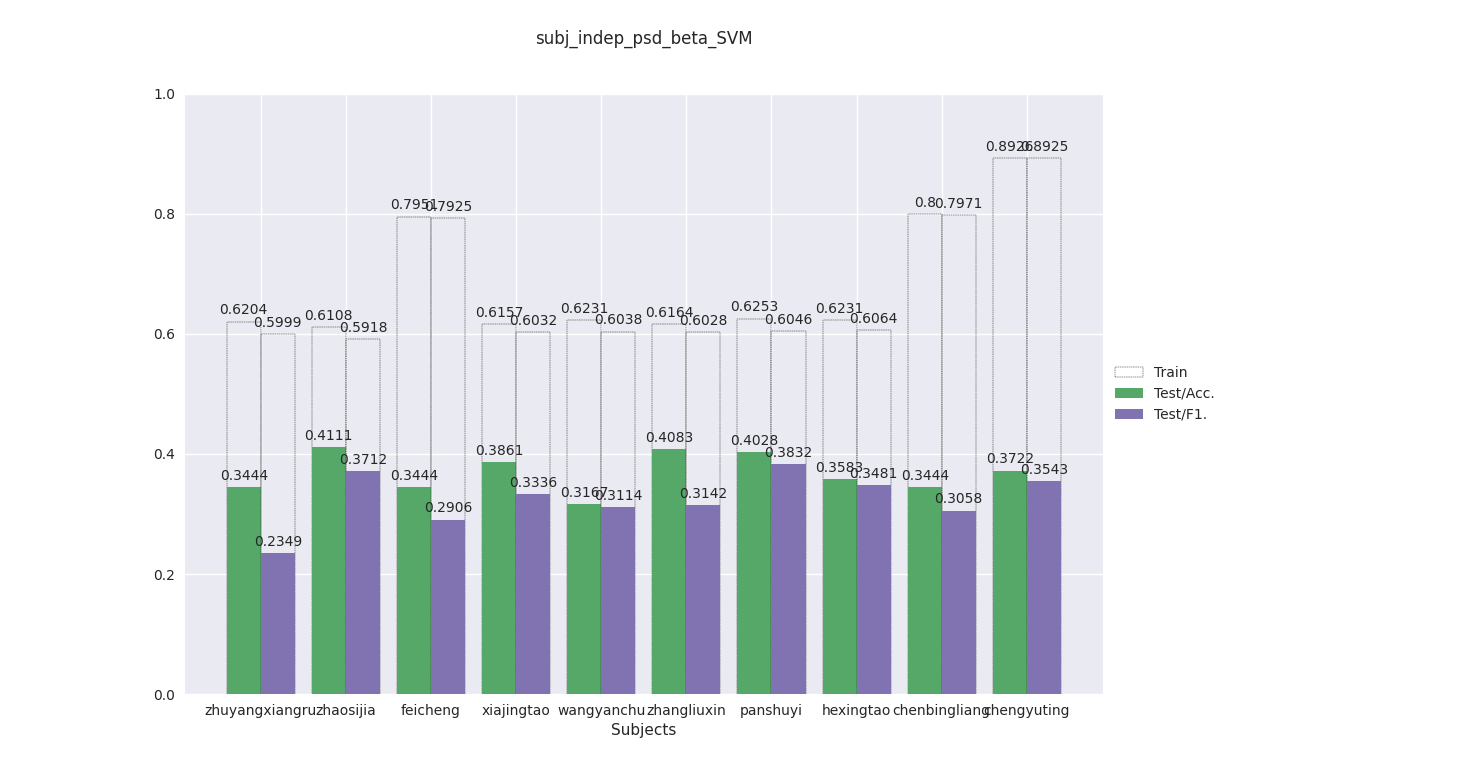 subj_indep_psd_beta_SVM
1.0
0.8926 0.8925
0.7951 0.7925 0.8 0.7971
0.8
0.6204 0.5999 0.6108 0.5918 0.6157 0.6032 0.6231 0.6038 0.6164 0.6028 0.6253 0.6046 0.6231 0.6064
0.6
Train
Test/Acc.
Test/F1.
0.4
0.3444 0.2349 0.4111 0.3712 0.3444 0.2906 0.3861 0.3336 0.3167 0.3114 0.4083 0.3142 0.4028 0.3832 0.3583 0.3481 0.3444 0.3058 0.3722 0.3543
0.2
0.0
zhuyangxiangru zhaosijia feicheng xiajingtao wangyanchu zhangliuxin panshuyi hexingtao chenbingliang chengyuting
Subjects